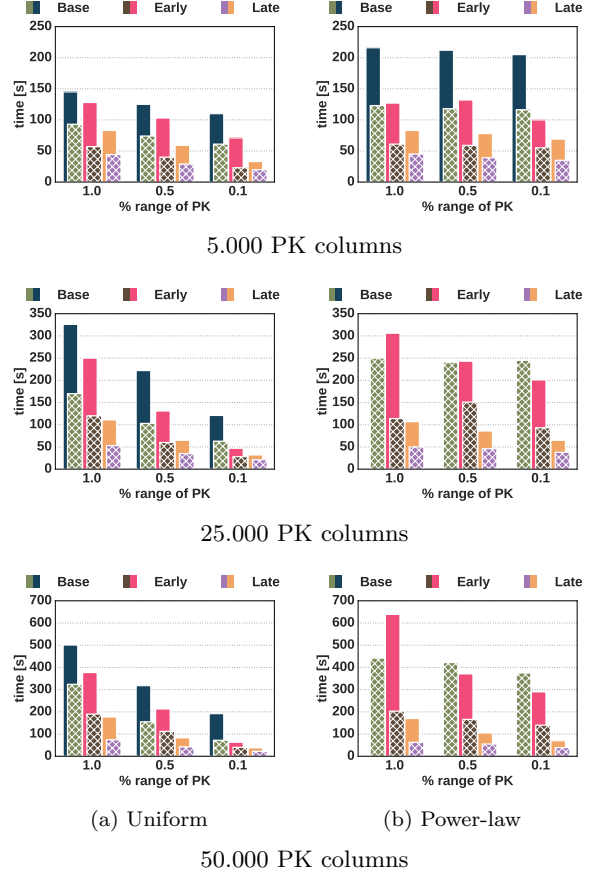 Base Early Late Base Early Late
250 250
200 200
150 150
100 100
50 50
0 0
time [s] time [s]
1.0 0.5 0.1 1.0 0.5 0.1
% range of PK % range of PK
5.000 PK columns
Base Early Late Base Early Late
350 350
300 300
250 250
200 200
150 150
100 100
50 50
0 0
time [s] time [s]
1.0 0.5 0.1 1.0 0.5 0.1
% range of PK % range of PK
25.000 PK columns
Base Early Late Base Early Late
700 700
600 600
500 500
400 400
300 300
200 200
100 100
0 0
time [s] time [s]
1.0 0.5 0.1 1.0 0.5 0.1
% range of PK % range of PK
(a) Uniform (b) Power-law
50.000 PK columns